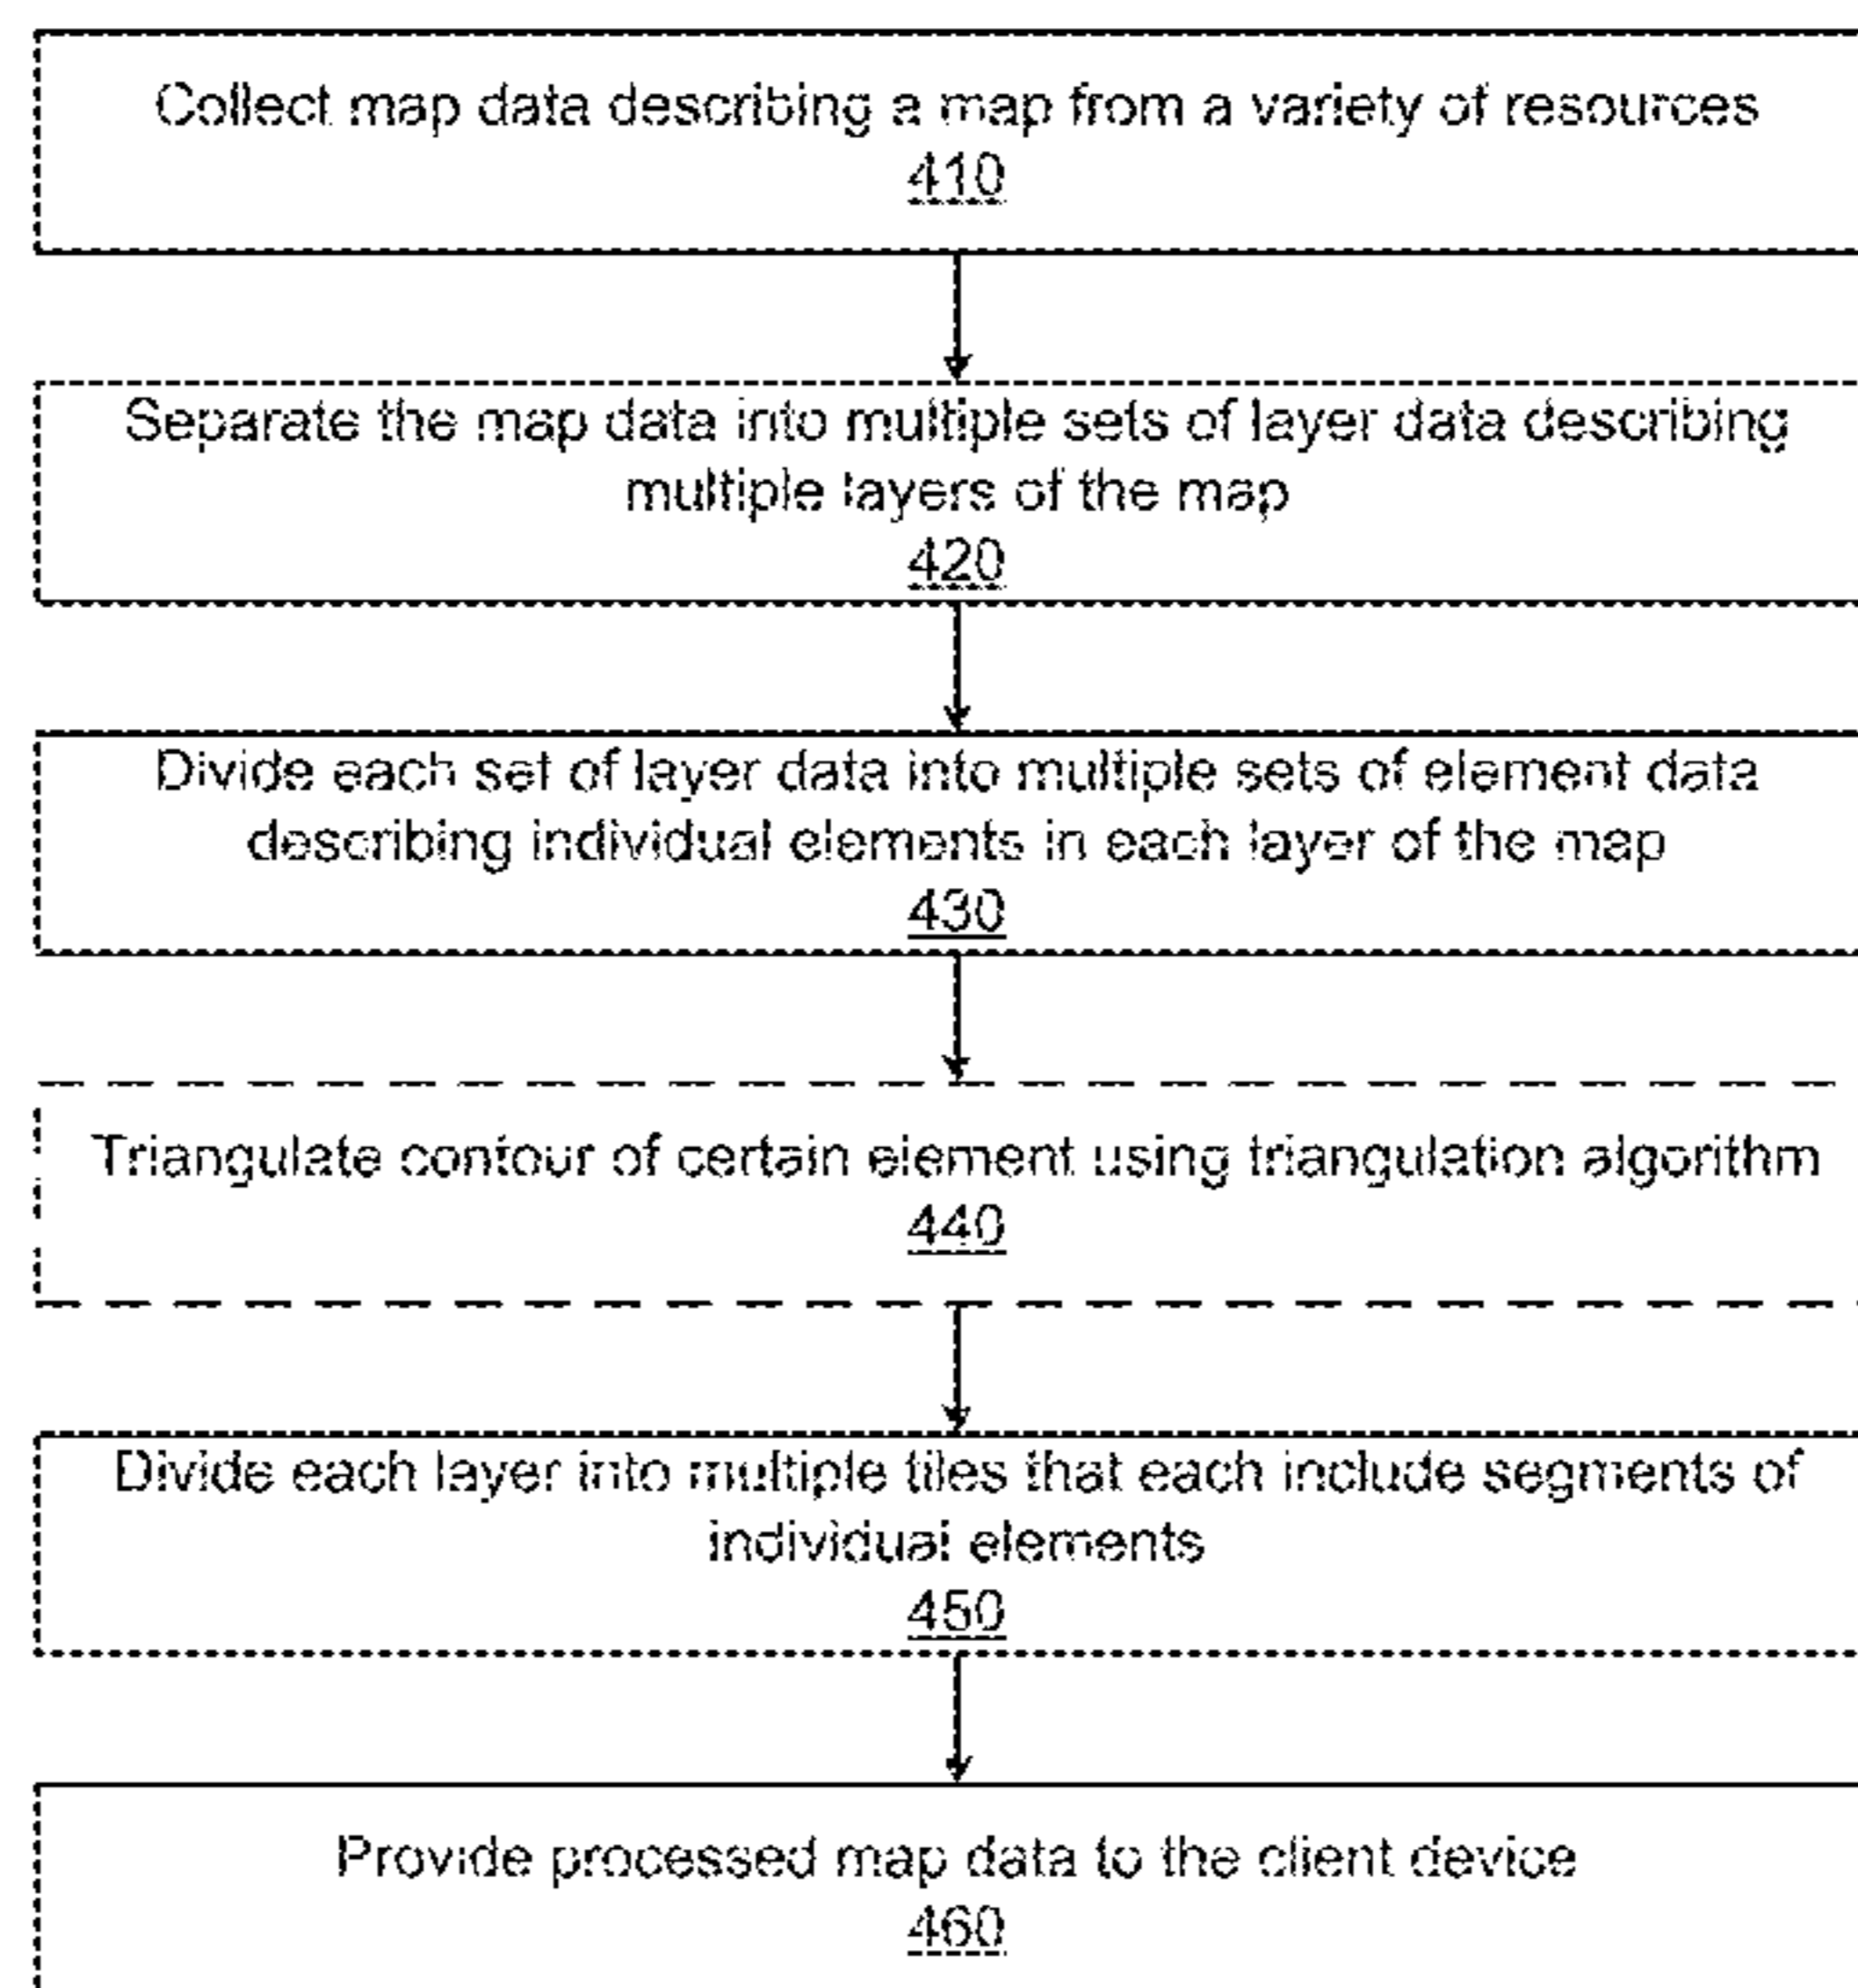 Collect map data describing a map from a variety of resources
410
Separate the map data into multiple sets of layer data describing
multiple layers of the map
420
Divide each set of layer data into multiple sets of element data
describing individual elements in each layer of the map
430
Triangulate contour of certain element using triangulation algorithm
440
Divide each layer into multiple tiles that each include segments of
individual elements
450
Provide processed map data to the client device
460